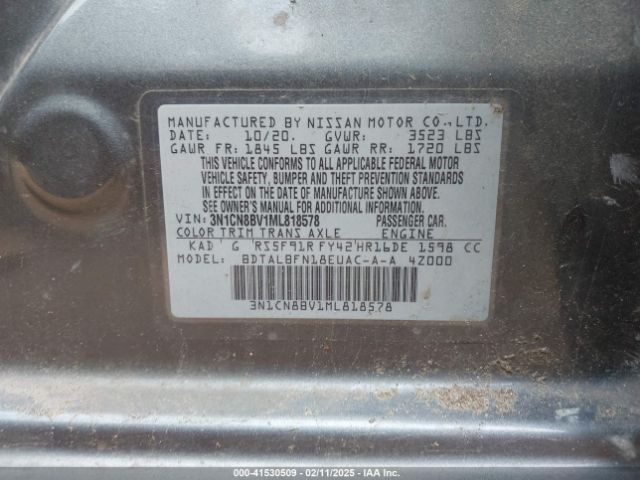 MANUFACTURED BY NISSAN MOTOR CO., LTD.
DATE: 10/20. GVWR: 3523 LBS
GAWR FR: 1845 LBS GAWR RR: 1720 LBS
THIS VEHICLE CONFORMS TO ALL APPLICABLE FEDERAL MOTOR
VEHICLE SAFETY, BUMPER AND THEFT PREVENTION STANDARDS
IN EFFECT ON THE DATE OF MANUFACTURE SHOWN ABOVE.
SEE OWNER'S MANUAL FOR ADDITIONAL INFORMATION.
VIN: 3N1CN8BV1ML818578 PASSENGER CAR.
COLOR TRIM TRANS AXLE
KAD G RS5F91R FY42 HR16DE 1598 CC
MODEL: BDTALBFN18EUAC-A-A 4Z000
3N1CN8BV1ML818578
000-41530509 - 02/11/2025 - IAA Inc.